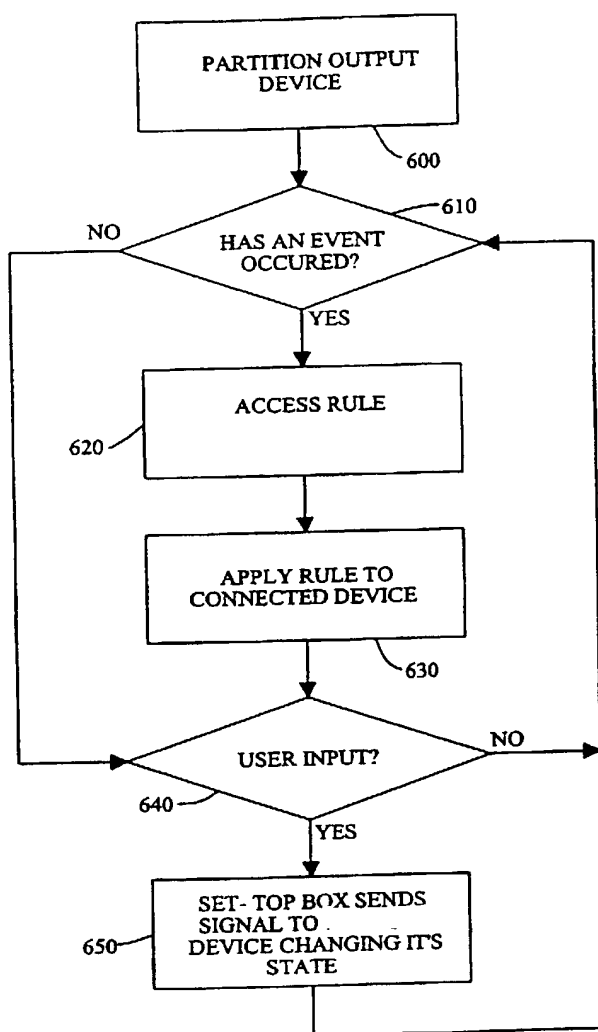 PARTITION OUTPUT
DEVICE
600
610
NO
HAS AN EVENT
OCCURED?
YES
ACCESS RULE
620
APPLY RULE TO
CONNECTED DEVICE
630
USER INPUT?
NO
640
YES
SET-TOP BOX SENDS
SIGNAL TO
DEVICE CHANGING IT'S
STATE
650